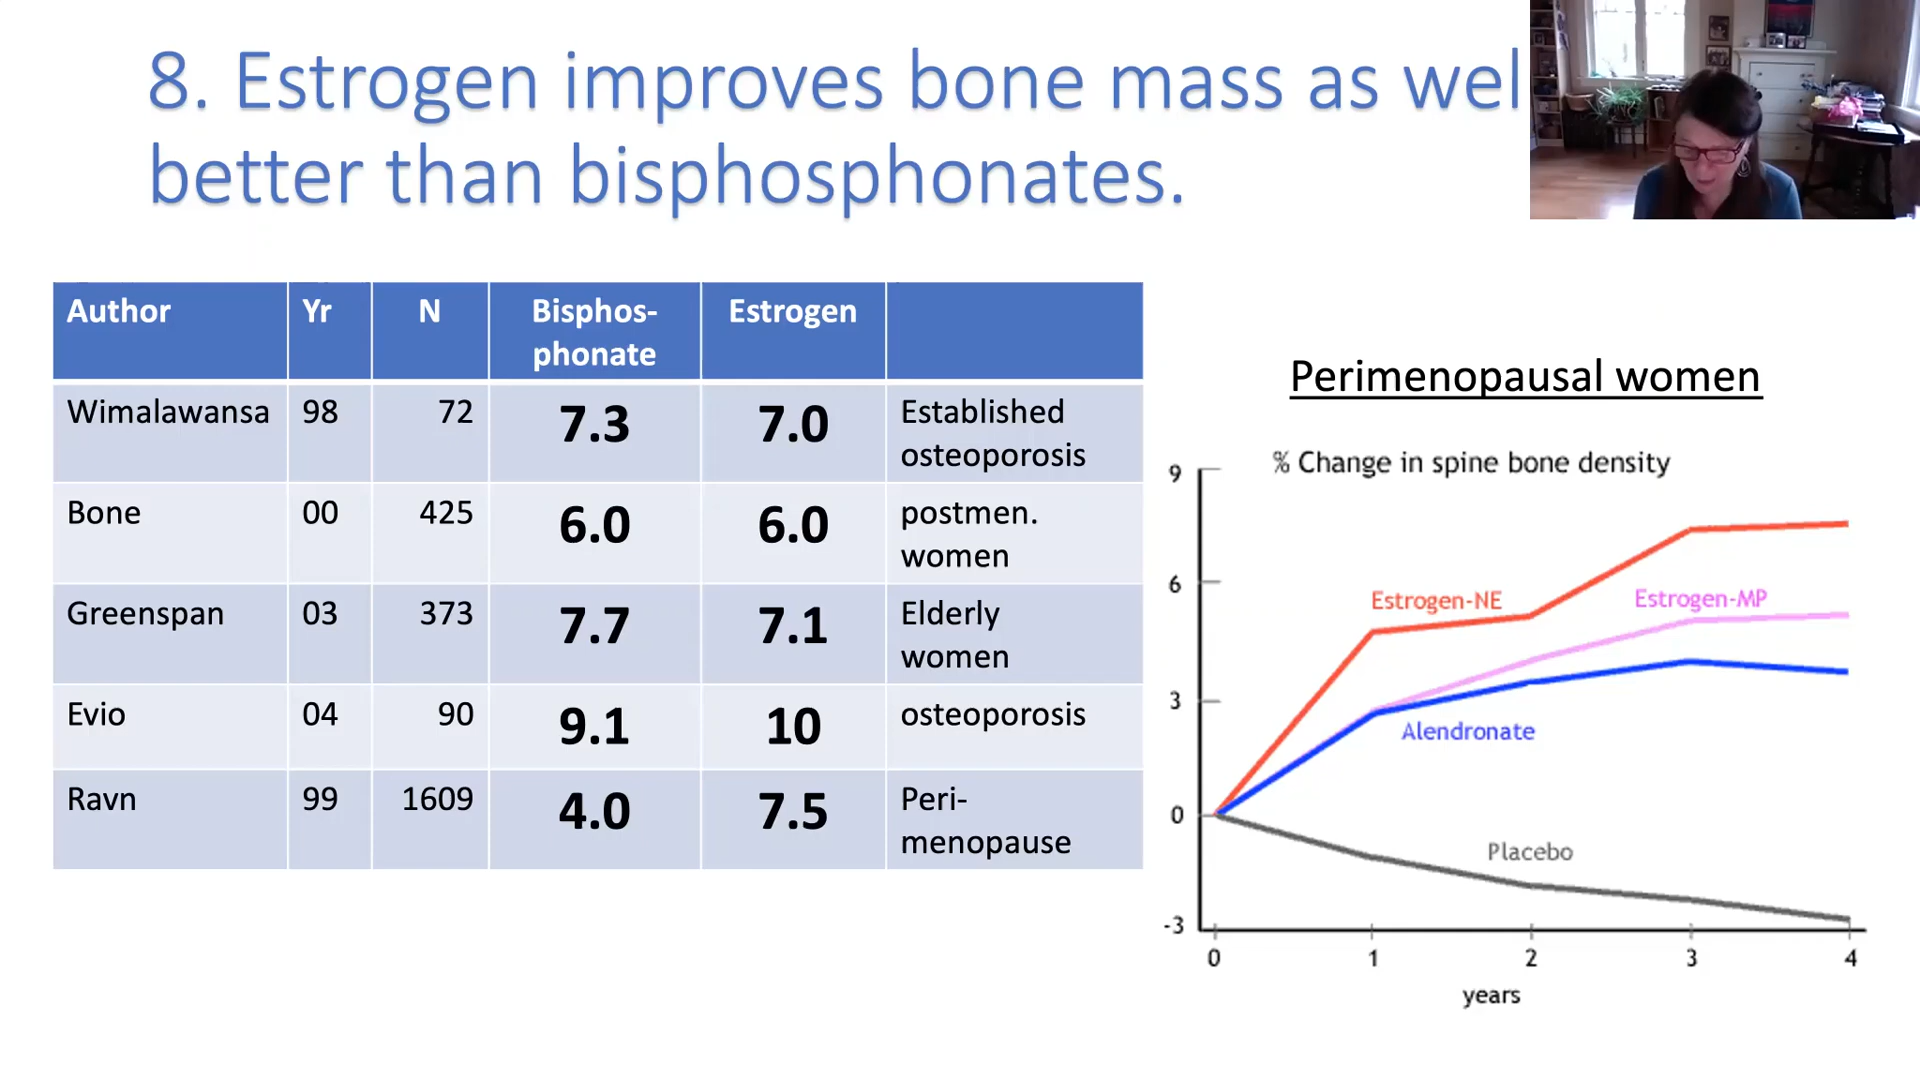 8. Estrogen improves bone mass as wel
better than bisphosphonates.
Author Yr N Bisphos-
phonate Estrogen
Wimalawansa 98 72 7.3 7.0 Established
osteoporosis
Bone 00 425 6.0 6.0 postmen.
women
Greenspan 03 373 7.7 7.1 Elderly
women
Evio 04 90 9.1 10 osteoporosis
Ravn 99 1609 4.0 7.5 Peri-
menopause
Perimenopausal women
% Change in spine bone density
9
6
3
0
-3
Estrogen-NE
Estrogen-MP
Alendronate
Placebo
0 1 2 3 4
years